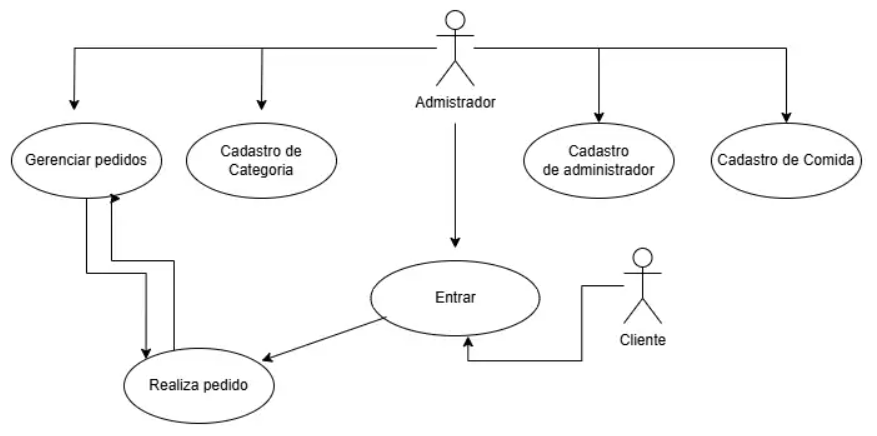 Admistrador
Gerenciar pedidos
Cadastro de
Categoria
Cadastro
de administrador
Cadastro de Comida
Entrar
Cliente
Realiza pedido